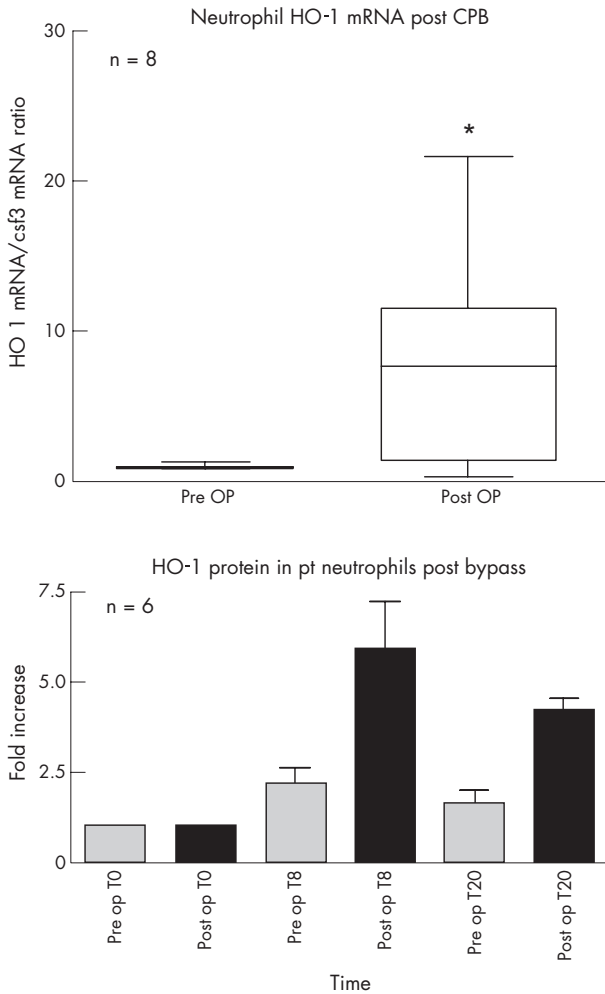 Neutrophil HO-1 mRNA post CPB
n = 8
HO 1 mRNA/csf3 mRNA ratio
30
20
10
0
*
Pre OP
Post OP
HO-1 protein in pt neutrophils post bypass
n = 6
Fold increase
7.5
5.0
2.5
0
Pre op T0
Post op T0
Pre op T8
Post op T8
Pre op T20
Post op T20
Time